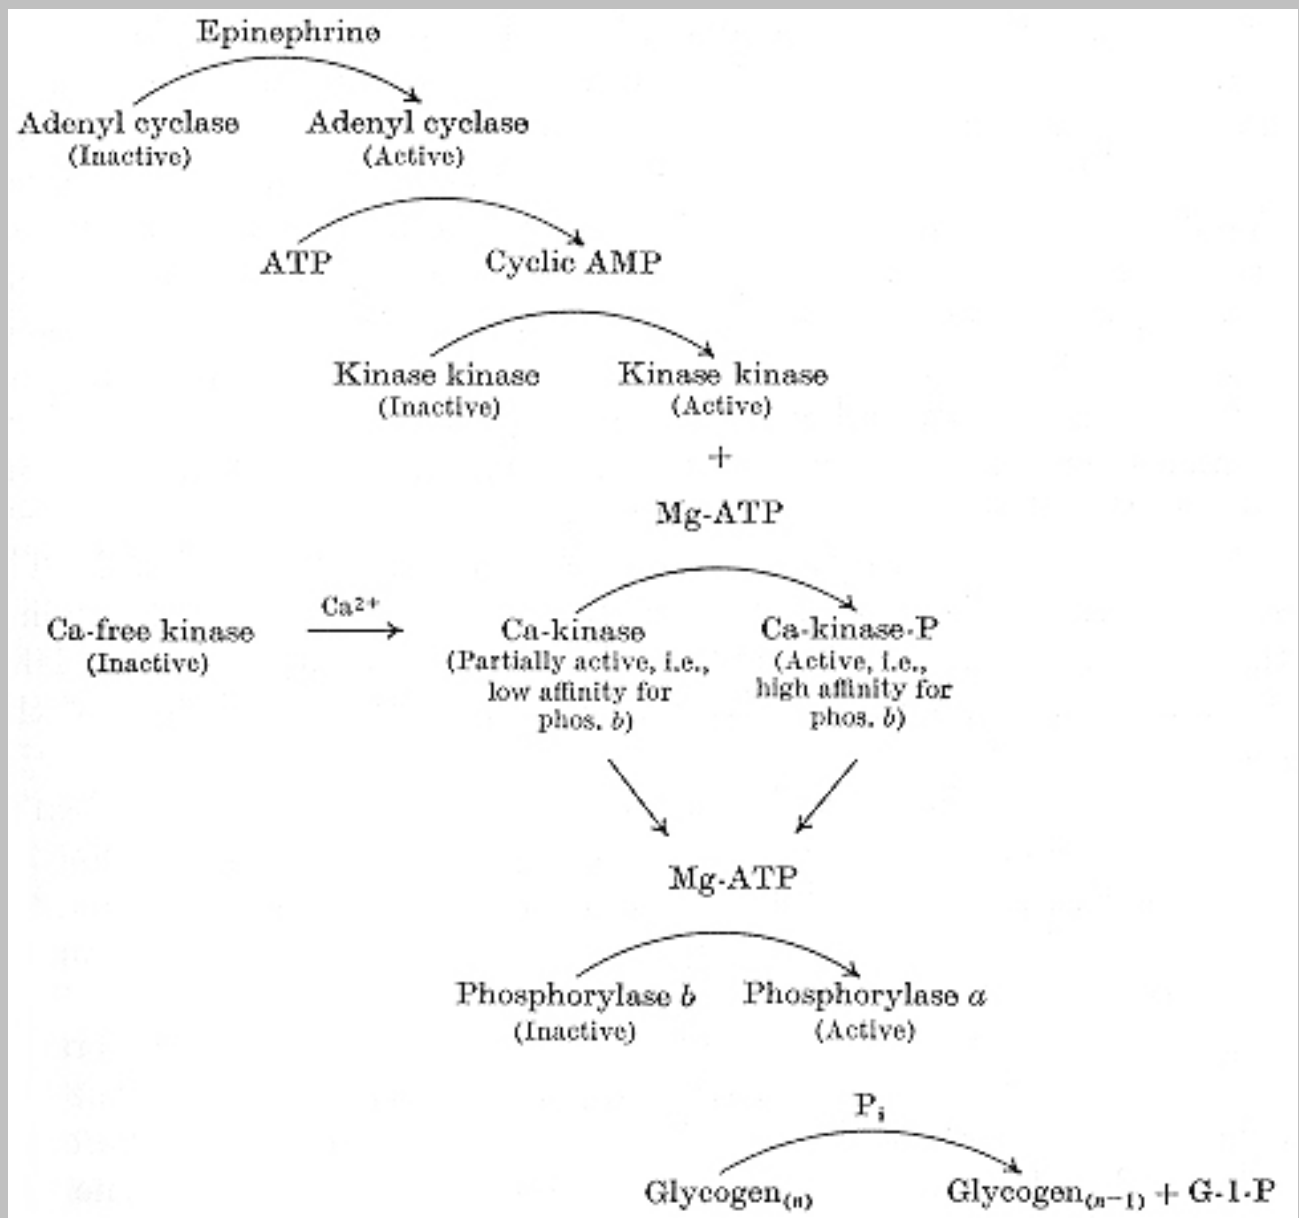 Epinephrine
Adenyl cyclase Adenyl cyclase
(Inactive) (Active)
ATP Cyclic AMP
Kinase kinase Kinase kinase
(Inactive) (Active)
+
Mg-ATP
Ca²⁺
Ca-free kinase Ca-kinase Ca-kinase-P
(Inactive) (Partially active, i.e., (Active, i.e.,
low affinity for high affinity for
phos. b) phos. b)
Mg-ATP
Phosphorylase b Phosphorylase a
(Inactive) (Active)
Pᵢ
Glycogen₍ₙ₎ Glycogen₍ₙ₋₁₎ + G-1-P